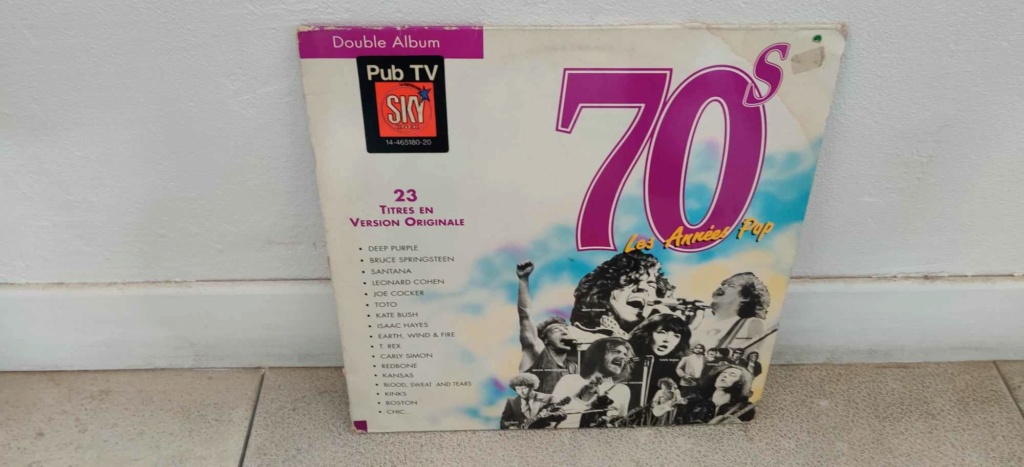 Double Album
Pub TV
SKY
14-465180-20
70s
Les Années Pop
23
TITRES EN
VERSION ORIGINALE
• DEEP PURPLE
• BRUCE SPRINGSTEEN
• SANTANA
• LEONARD COHEN
• JOE COCKER
• TOTO
• KATE BUSH
• ISAAC HAYES
• EARTH, WIND & FIRE
• T. REX
• CARLY SIMON
• REDBONE
• KANSAS
• BLOOD, SWEAT AND TEARS
• KINKS
• BOSTON
• CHIC...